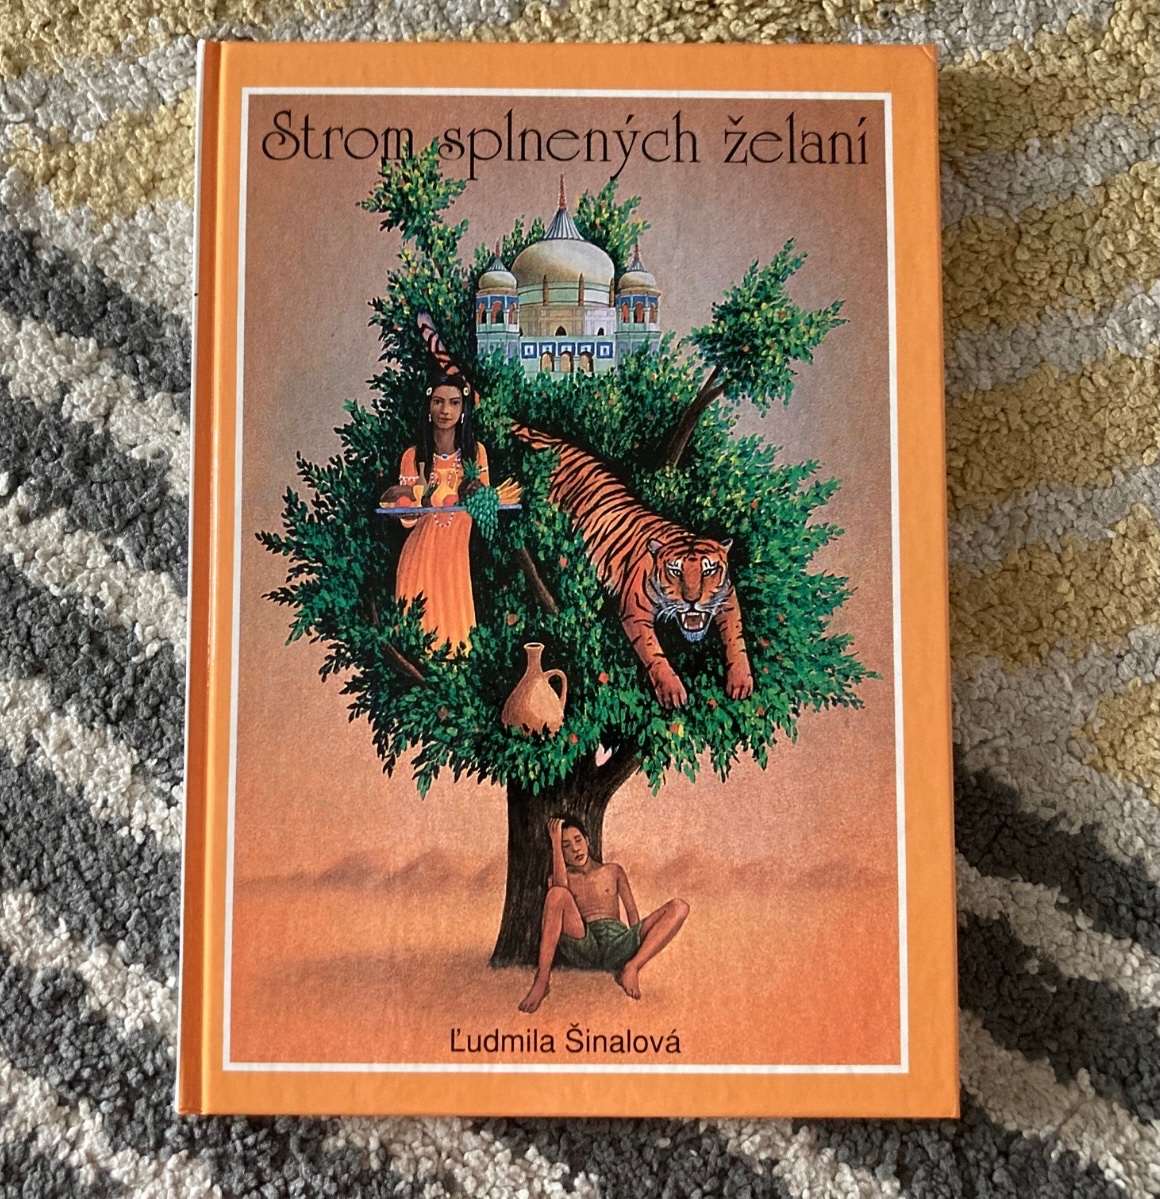 Strom splnených želaní
Ľudmila Šinalová